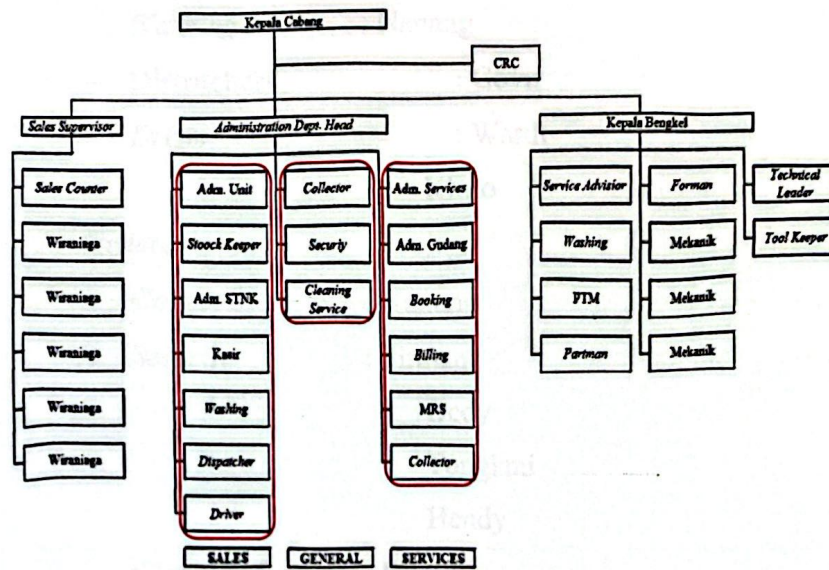 Kepala Cabang
CRC
Sales Supervisor
Administration Dept. Head
Kepala Bengkel
Sales Counter
Wiraniaga
Wiraniaga
Wiraniaga
Wiraniaga
Wiraniaga
Adm. Unit
Stoock Keeper
Adm. STNK
Kasir
Washing
Dispatcher
Driver
Collector
Securiy
Cleaning
Service
Adm. Services
Adm. Gudang
Booking
Billing
MRS
Collector
Service Advisior
Washing
PTM
Partman
Forman
Mekanik
Mekanik
Mekanik
Technical
Leader
Tool Keeper
SALES
GENERAL
SERVICES
Hendy